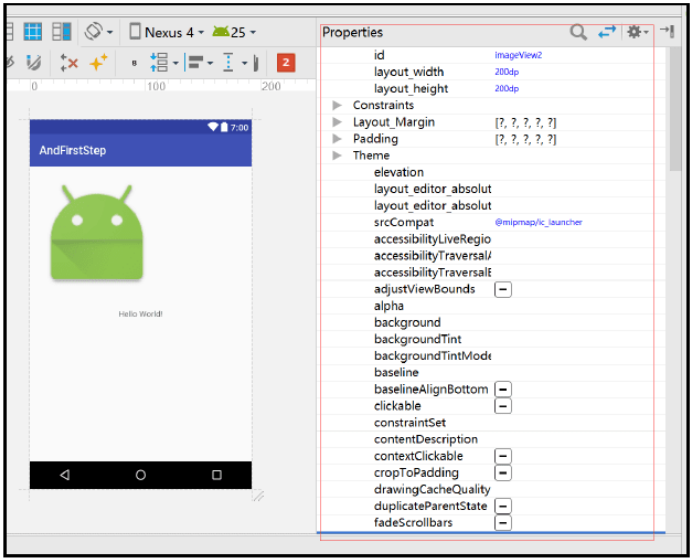 Nexus 4
25
8
2
0
100
200
7:00
AndFirstStep
Hello World!
Properties
id ImageView2
layout_width 200dp
layout_height 200dp
Constraints
Layout_Margin [?, ?, ?, ?, ?]
Padding [?, ?, ?, ?, ?]
Theme
elevation
layout_editor_absolut
layout_editor_absolut
srcCompat @mipmap/ic_launcher
accessibilityLiveRegio
accessibilityTraversalA
accessibilityTraversalB
adjustViewBounds
alpha
background
backgroundTint
backgroundTintMode
baseline
baselineAlignBottom
clickable
constraintSet
contentDescription
contextClickable
cropToPadding
drawingCacheQuality
duplicateParentState
fadeScrollbars